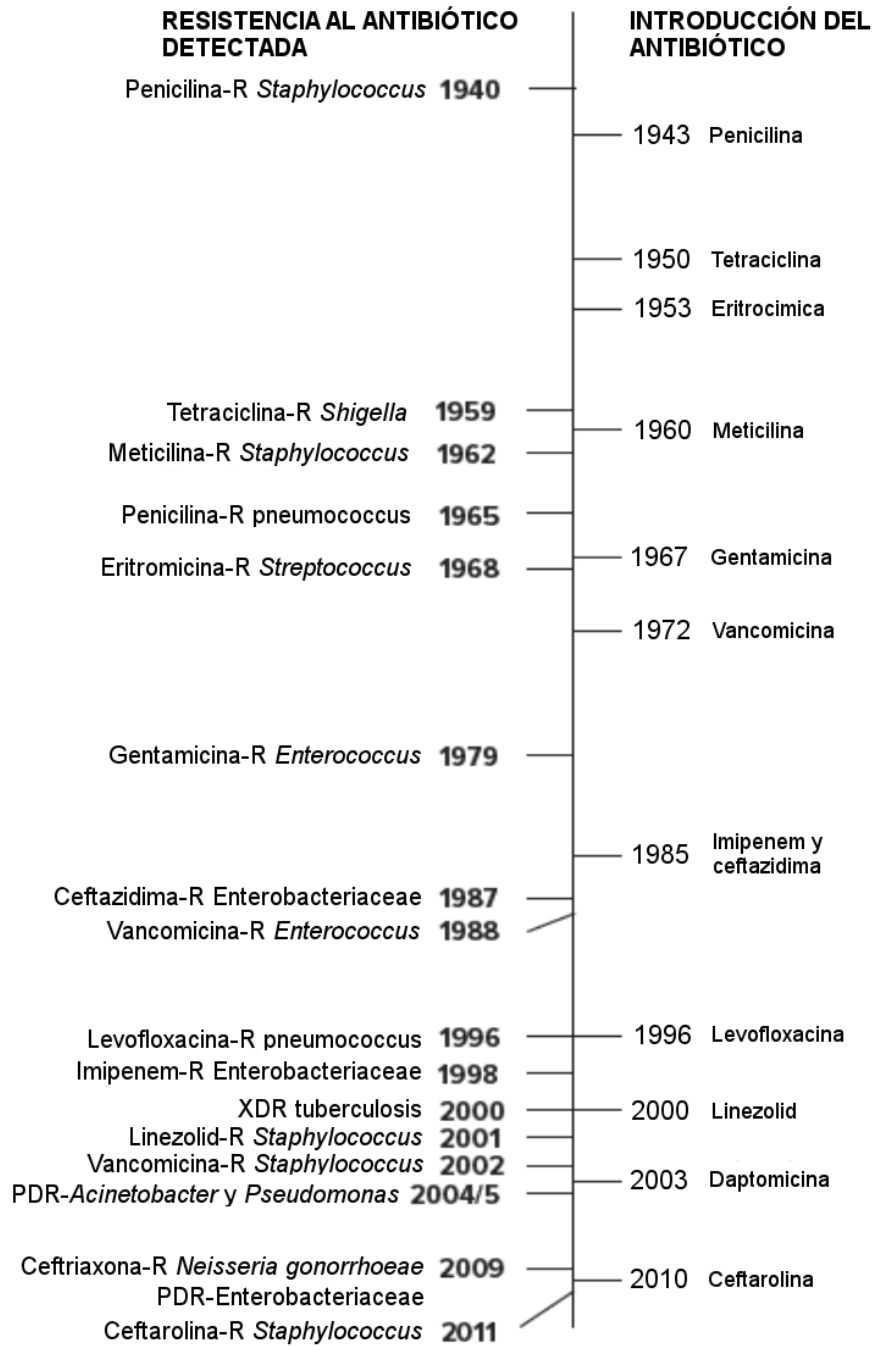 RESISTENCIA AL ANTIBIÓTICO
DETECTADA
INTRODUCCIÓN DEL
ANTIBIÓTICO
Penicilina-R Staphylococcus 1940
1943 Penicilina
1950 Tetraciclina
1953 Eritrocimica
Tetraciclina-R Shigella 1959
1960 Meticilina
Meticilina-R Staphylococcus 1962
Penicilina-R pneumococcus 1965
1967 Gentamicina
Eritromicina-R Streptococcus 1968
1972 Vancomicina
Gentamicina-R Enterococcus 1979
1985 Imipenem y
ceftazidima
Ceftazidima-R Enterobacteriaceae 1987
Vancomicina-R Enterococcus 1988
Levofloxacina-R pneumococcus 1996
1996 Levofloxacina
Imipenem-R Enterobacteriaceae 1998
XDR tuberculosis 2000
2000 Linezolid
Linezolid-R Staphylococcus 2001
Vancomicina-R Staphylococcus 2002
2003 Daptomicina
PDR-Acinetobacter y Pseudomonas 2004/5
Ceftriaxona-R Neisseria gonorrhoeae 2009
PDR-Enterobacteriaceae
2010 Ceftarolina
Ceftarolina-R Staphylococcus 2011